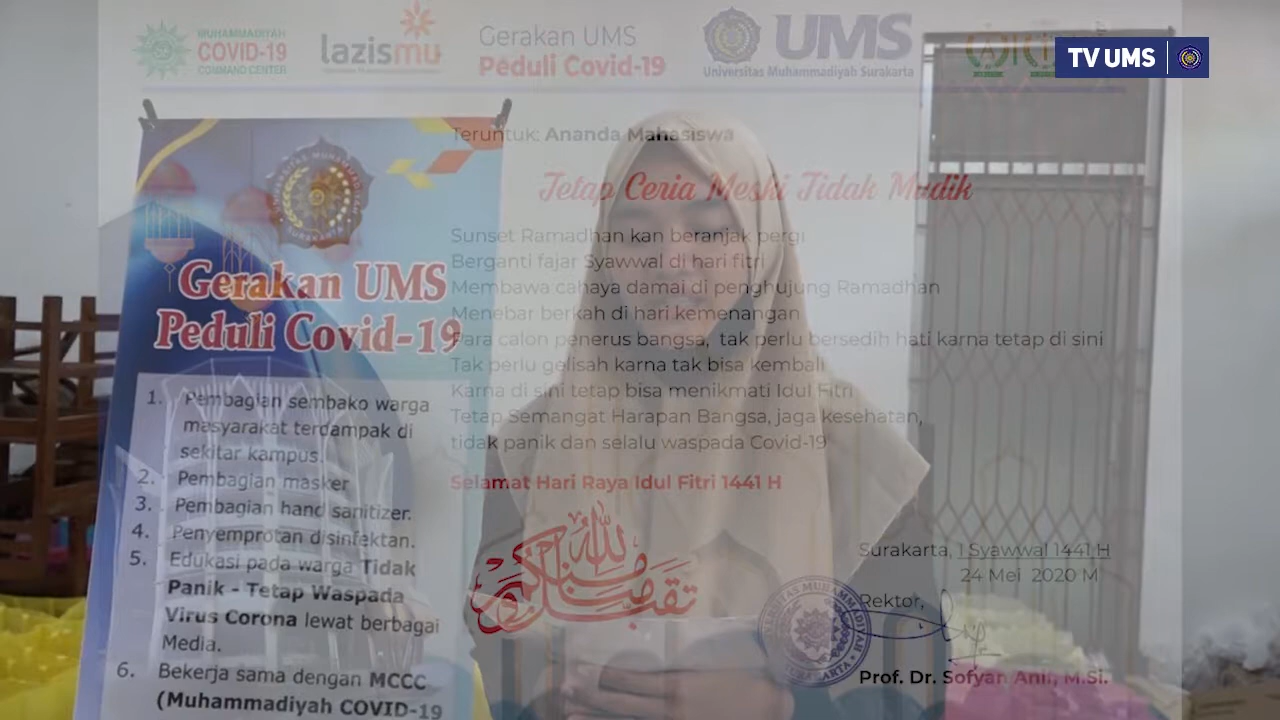 MUHAMMADIYAH
COVID-19
COMMAND CENTER
lazismu
Gerakan UMS
Peduli Covid-19
UMS
Universitas Muhammadiyah Surakarta
TV UMS
Teruntuk: Ananda Mahasiswa
Tetap Ceria Meski Tidak Mudik
Sunset Ramadhan kan beranjak pergi
Berganti fajar Syawwal di hari fitri
Membawa cahaya damai di penghujung Ramadhan
Menebar berkah di hari kemenangan
Para calon penerus bangsa, tak perlu bersedih hati karna tetap di sini
Tak perlu gelisah karna tak bisa kembali
Karna di sini tetap bisa menikmati Idul Fitri
Tetap Semangat Harapan Bangsa, jaga kesehatan,
tidak panik dan selalu waspada Covid-19
Selamat Hari Raya Idul Fitri 1441 H
تقبل الله منا ومنكم
Surakarta, 1 Syawwal 1441 H
24 Mei 2020 M
Rektor,
Prof. Dr. Sofyan Anif, M.Si.
Gerakan UMS
Peduli Covid-19
1. Pembagian sembako warga
masyarakat terdampak di
sekitar kampus.
2. Pembagian masker
3. Pembagian hand sanitizer.
4. Penyemprotan disinfektan.
5. Edukasi pada warga Tidak
Panik - Tetap Waspada
Virus Corona lewat berbagai
Media.
6. Bekerja sama dengan MCCC
(Muhammadiyah COVID-19